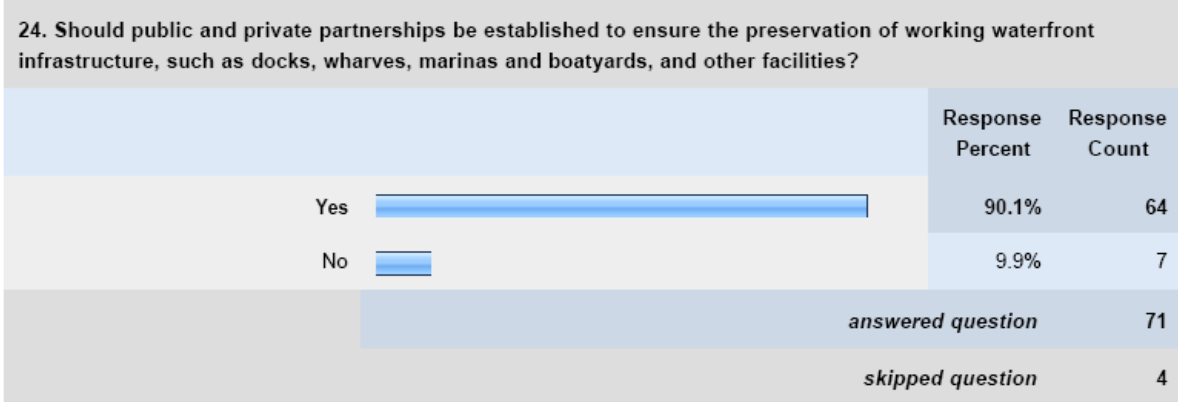 24. Should public and private partnerships be established to ensure the preservation of working waterfront
infrastructure, such as docks, wharves, marinas and boatyards, and other facilities?
Response Response
Percent Count
Yes 90.1% 64
No 9.9% 7
answered question 71
skipped question 4